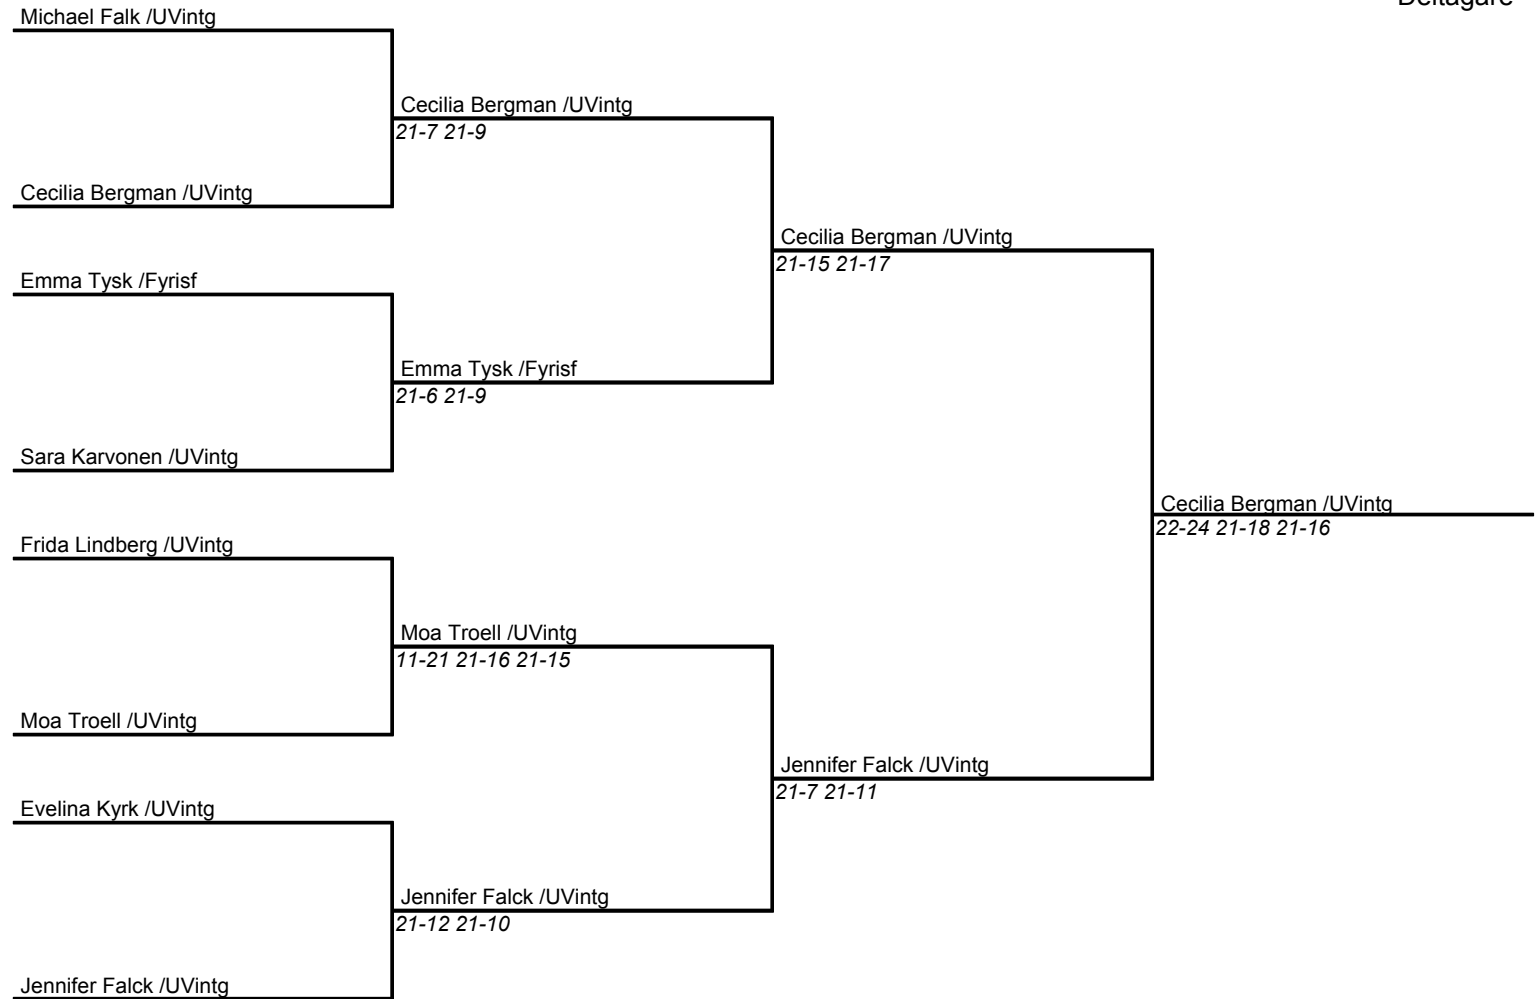 Deltagare
Michael Falk /UVintg
Cecilia Bergman /UVintg
21-7 21-9
Cecilia Bergman /UVintg
Cecilia Bergman /UVintg
21-15 21-17
Emma Tysk /Fyrisf
Emma Tysk /Fyrisf
21-6 21-9
Sara Karvonen /UVintg
Cecilia Bergman /UVintg
22-24 21-18 21-16
Frida Lindberg /UVintg
Moa Troell /UVintg
11-21 21-16 21-15
Moa Troell /UVintg
Jennifer Falck /UVintg
21-7 21-11
Evelina Kyrk /UVintg
Jennifer Falck /UVintg
21-12 21-10
Jennifer Falck /UVintg